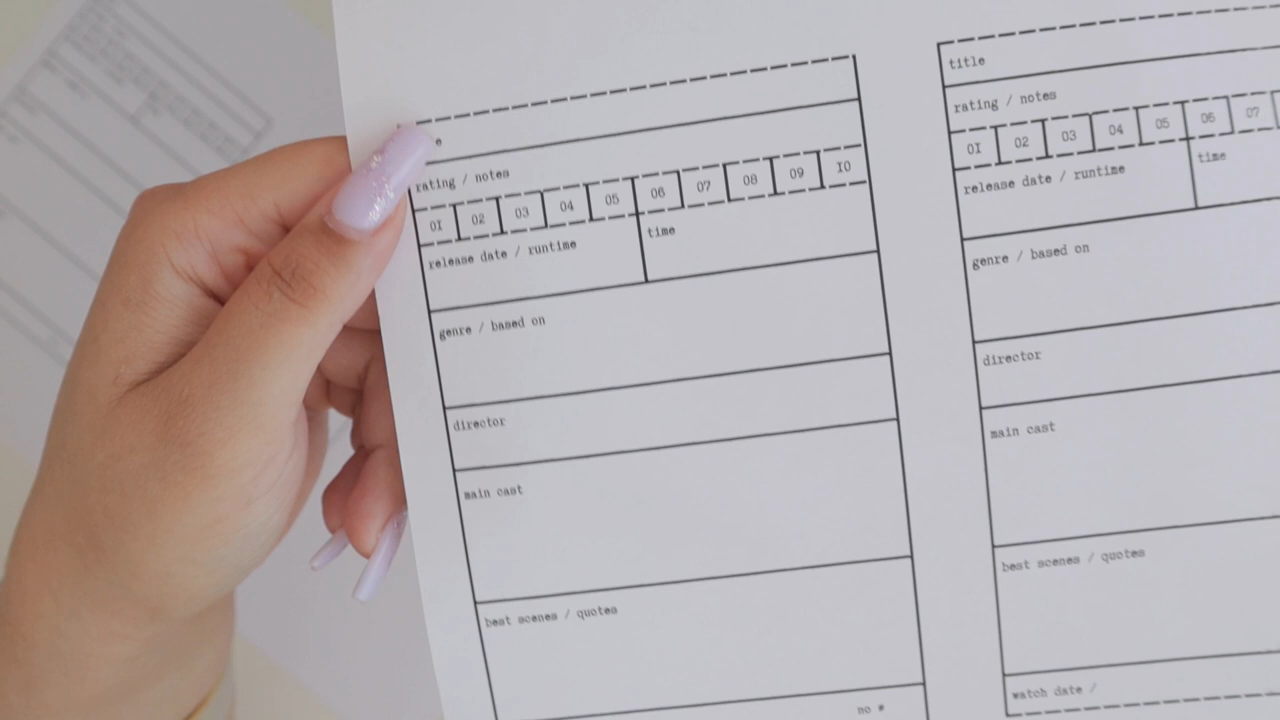 e
rating / notes
01 02 03 04 05 06 07 08 09 10
release date / runtime
time
genre / based on
director
main cast
best scenes / quotes
no *
title
rating / notes
01 02 03 04 05 06 07
release date / runtime
time
genre / based on
director
main cast
best scenes / quotes
watch date /